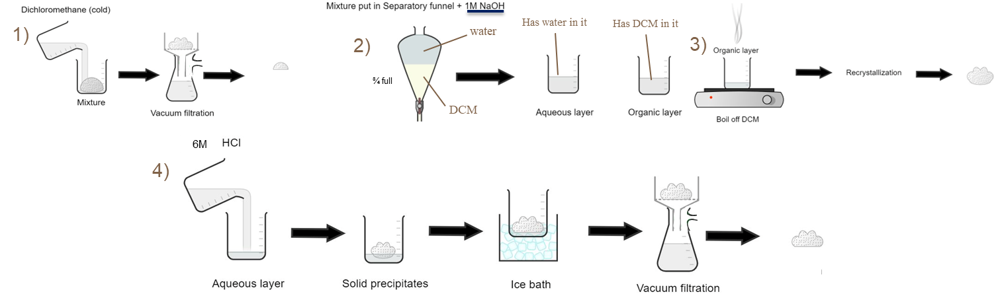 Dichloromethane (cold)
1)
Mixture
Vacuum filtration
Mixture put in Separatory funnel + 1M NaOH
2)
water
¾ full
DCM
Has water in it
Aqueous layer
Has DCM in it
Organic layer
3)
Organic layer
Boil off DCM
Recrystallization
4)
6M HCl
Aqueous layer
Solid precipitates
Ice bath
Vacuum filtration